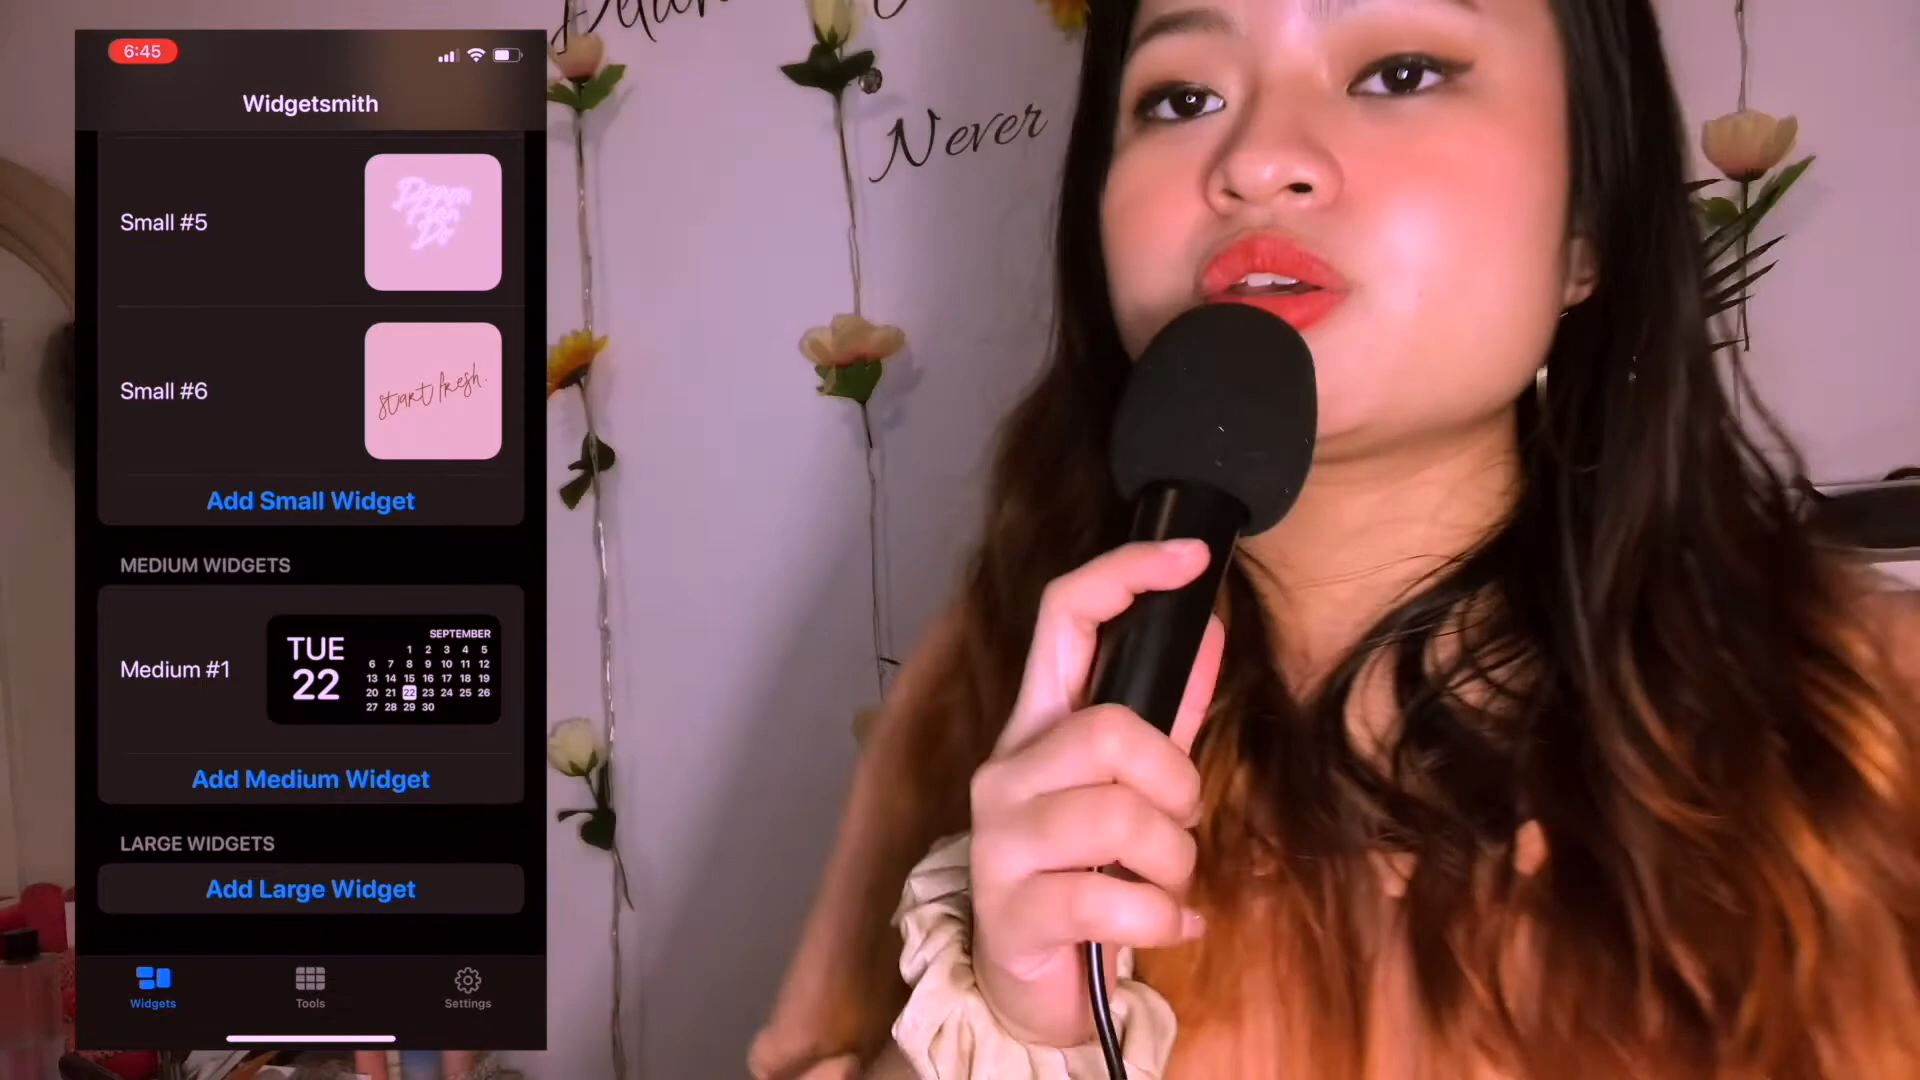 6:45
Widgetsmith
Small #5
Dream
Plan
Do
Small #6
start fresh.
Add Small Widget
MEDIUM WIDGETS
Medium #1
TUE
22
SEPTEMBER
1 2 3 4 5
6 7 8 9 10 11 12
13 14 15 16 17 18 19
20 21 22 23 24 25 26
27 28 29 30
Add Medium Widget
LARGE WIDGETS
Add Large Widget
Widgets
Tools
Settings
Never